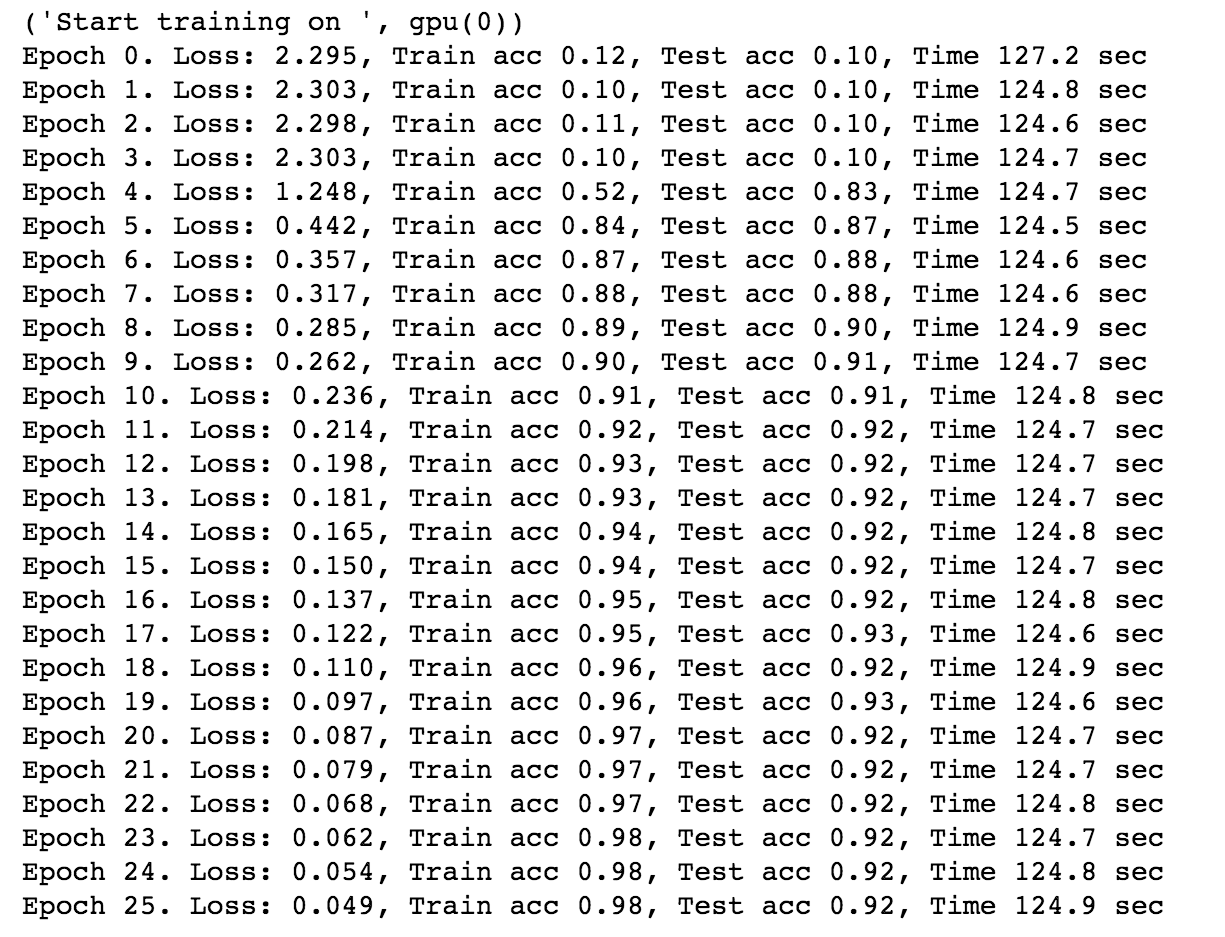 ('Start training on ', gpu(0))
Epoch 0. Loss: 2.295, Train acc 0.12, Test acc 0.10, Time 127.2 sec
Epoch 1. Loss: 2.303, Train acc 0.10, Test acc 0.10, Time 124.8 sec
Epoch 2. Loss: 2.298, Train acc 0.11, Test acc 0.10, Time 124.6 sec
Epoch 3. Loss: 2.303, Train acc 0.10, Test acc 0.10, Time 124.7 sec
Epoch 4. Loss: 1.248, Train acc 0.52, Test acc 0.83, Time 124.7 sec
Epoch 5. Loss: 0.442, Train acc 0.84, Test acc 0.87, Time 124.5 sec
Epoch 6. Loss: 0.357, Train acc 0.87, Test acc 0.88, Time 124.6 sec
Epoch 7. Loss: 0.317, Train acc 0.88, Test acc 0.88, Time 124.6 sec
Epoch 8. Loss: 0.285, Train acc 0.89, Test acc 0.90, Time 124.9 sec
Epoch 9. Loss: 0.262, Train acc 0.90, Test acc 0.91, Time 124.7 sec
Epoch 10. Loss: 0.236, Train acc 0.91, Test acc 0.91, Time 124.8 sec
Epoch 11. Loss: 0.214, Train acc 0.92, Test acc 0.92, Time 124.7 sec
Epoch 12. Loss: 0.198, Train acc 0.93, Test acc 0.92, Time 124.7 sec
Epoch 13. Loss: 0.181, Train acc 0.93, Test acc 0.92, Time 124.7 sec
Epoch 14. Loss: 0.165, Train acc 0.94, Test acc 0.92, Time 124.8 sec
Epoch 15. Loss: 0.150, Train acc 0.94, Test acc 0.92, Time 124.7 sec
Epoch 16. Loss: 0.137, Train acc 0.95, Test acc 0.92, Time 124.8 sec
Epoch 17. Loss: 0.122, Train acc 0.95, Test acc 0.93, Time 124.6 sec
Epoch 18. Loss: 0.110, Train acc 0.96, Test acc 0.92, Time 124.9 sec
Epoch 19. Loss: 0.097, Train acc 0.96, Test acc 0.93, Time 124.6 sec
Epoch 20. Loss: 0.087, Train acc 0.97, Test acc 0.92, Time 124.7 sec
Epoch 21. Loss: 0.079, Train acc 0.97, Test acc 0.92, Time 124.7 sec
Epoch 22. Loss: 0.068, Train acc 0.97, Test acc 0.92, Time 124.8 sec
Epoch 23. Loss: 0.062, Train acc 0.98, Test acc 0.92, Time 124.7 sec
Epoch 24. Loss: 0.054, Train acc 0.98, Test acc 0.92, Time 124.8 sec
Epoch 25. Loss: 0.049, Train acc 0.98, Test acc 0.92, Time 124.9 sec